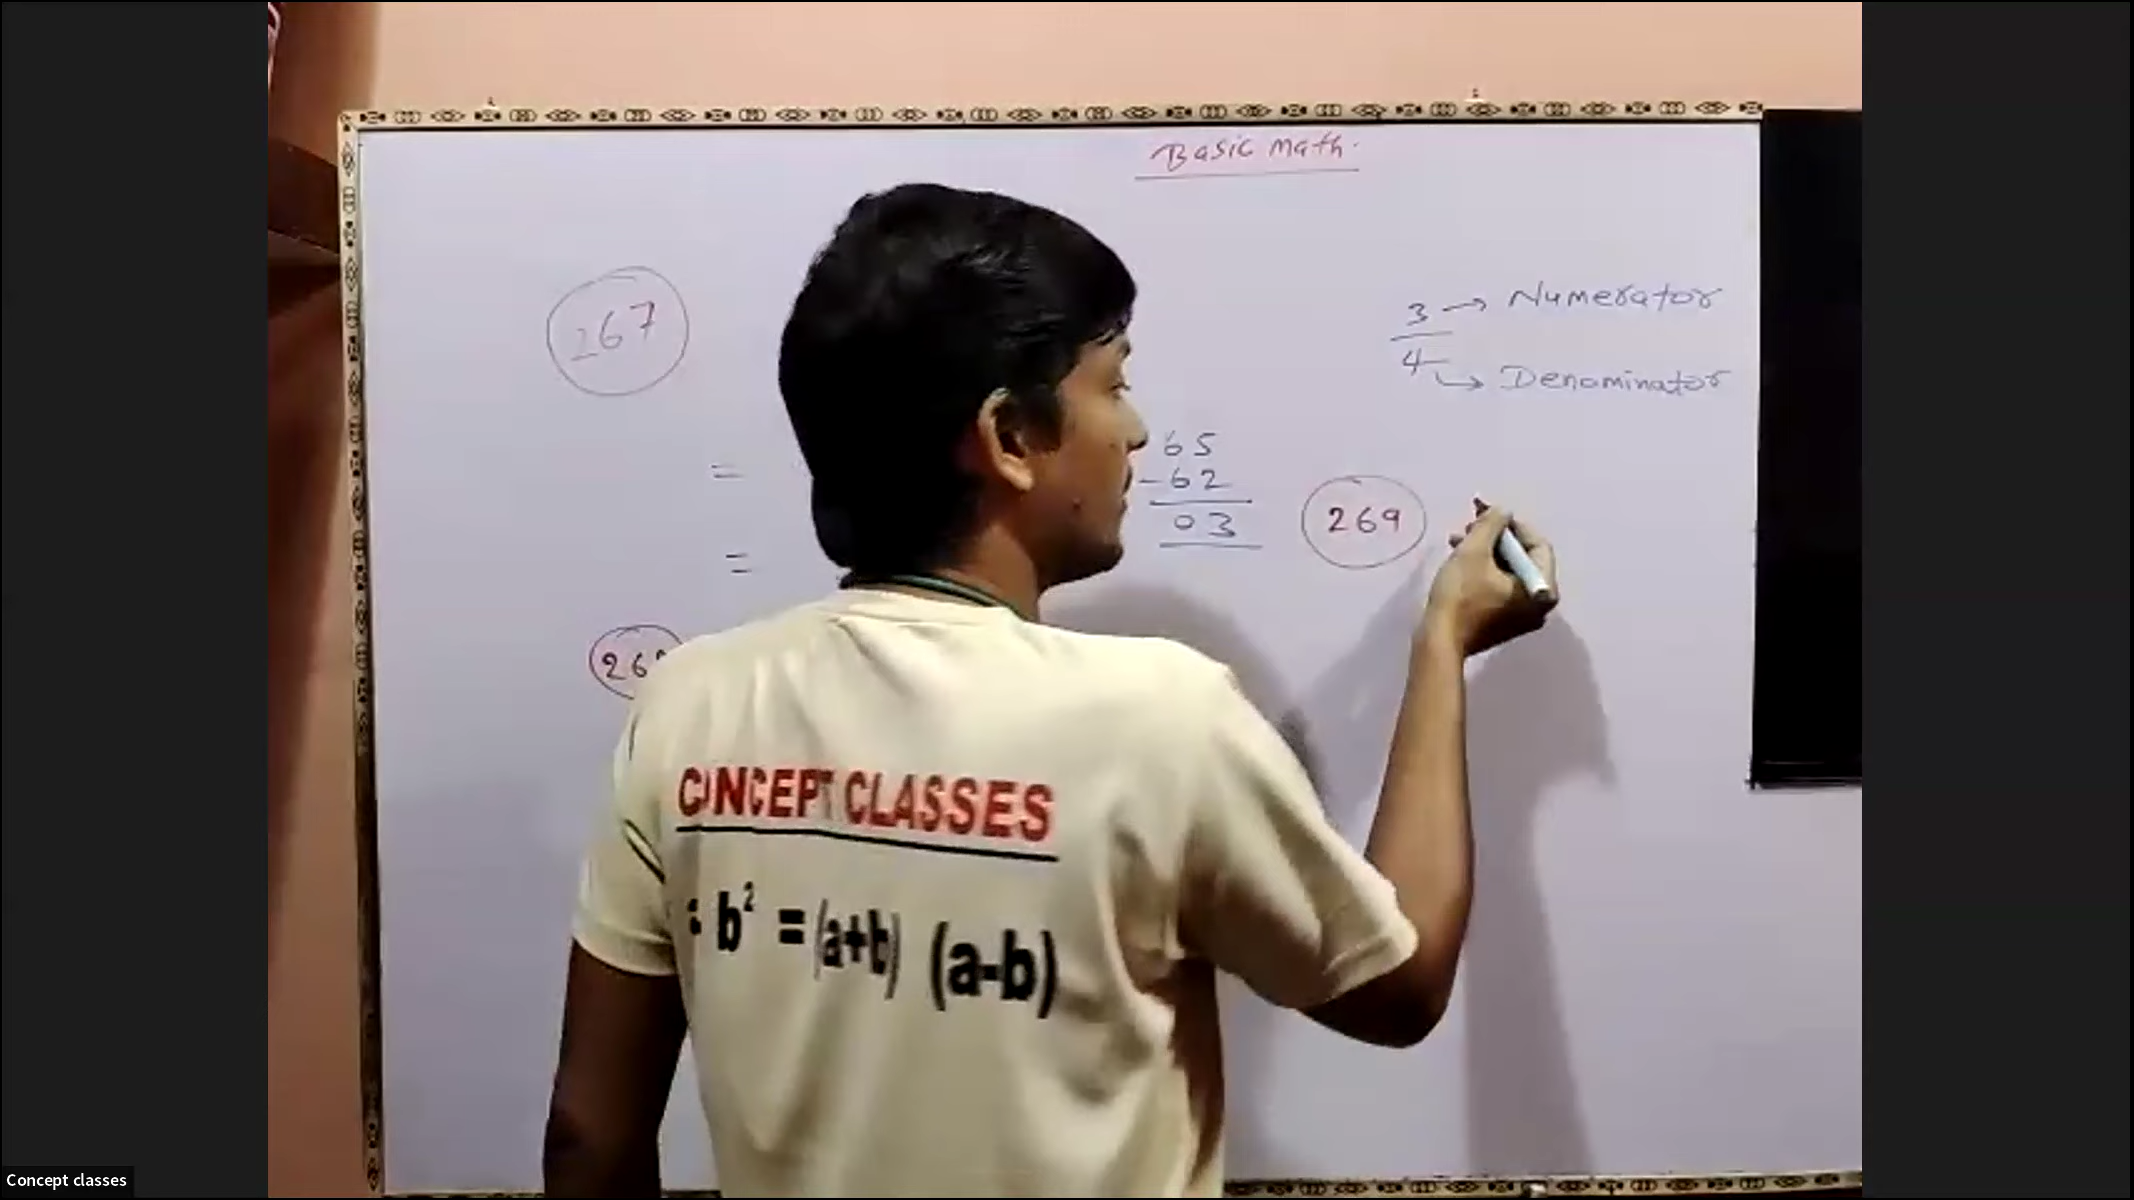 Basic Math.
267
3 → Numerator
4 → Denominator
=
65
-62
03
269
=
CONCEPT CLASSES
b² = (a+b) (a-b)
Concept classes